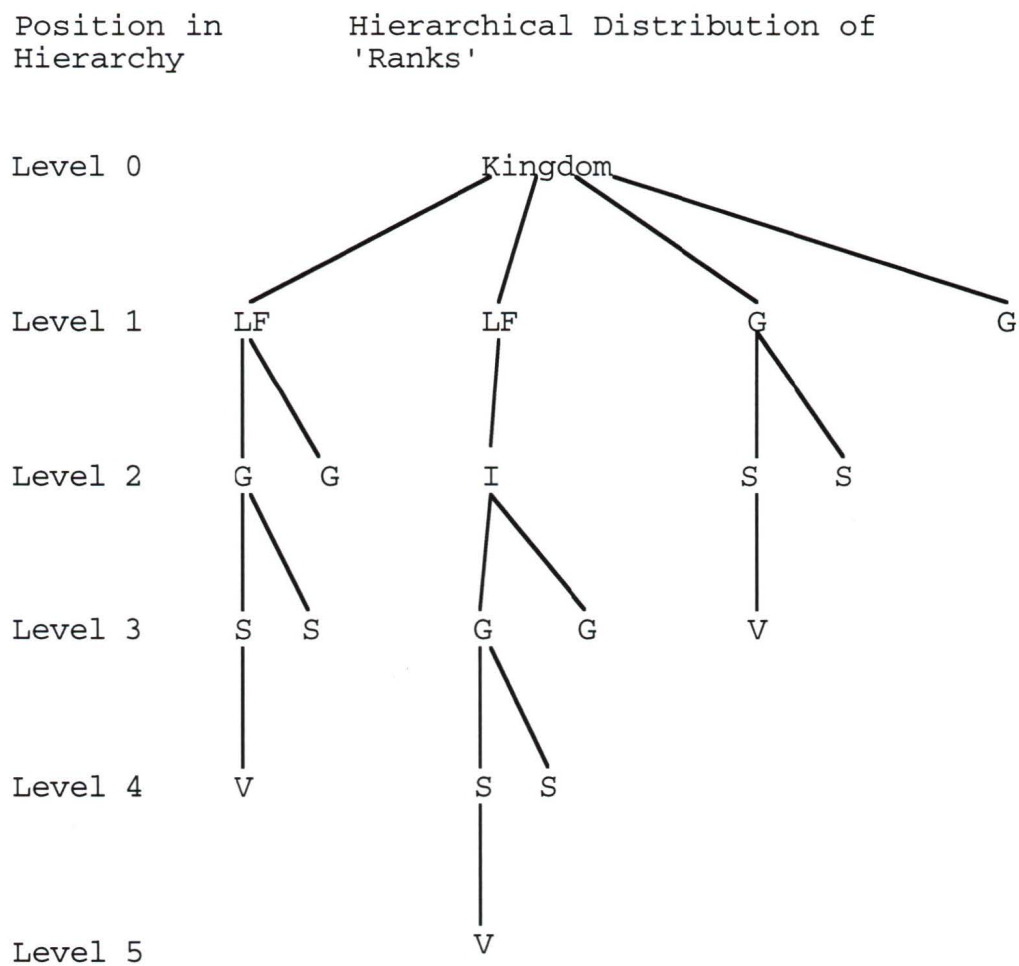 Position in Hierarchical Distribution of
Hierarchy 'Ranks'
Level 0 Kingdom
Level 1 LF LF G G
Level 2 G G I S S
Level 3 S S G G V
Level 4 V S S
Level 5 V